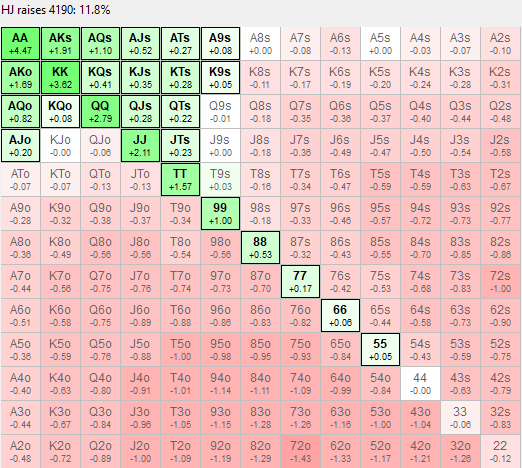 HJ raises 4190: 11.8%
AA AKs AQs AJs ATs A9s A8s A7s A6s A5s A4s A3s A2s
+4.47 +1.91 +1.10 +0.52 +0.27 +0.08 +0.00 -0.08 -0.13 +0.00 -0.03 -0.07 -0.10
AKo KK KQs KJs KTs K9s K8s K7s K6s K5s K4s K3s K2s
+1.69 +3.62 +0.41 +0.35 +0.28 +0.05 -0.11 -0.17 -0.19 -0.20 -0.24 -0.28 -0.31
AQo KQo QQ QJs QTs Q9s Q8s Q7s Q6s Q5s Q4s Q3s Q2s
+0.82 +0.08 +2.79 +0.28 +0.22 -0.01 -0.18 -0.35 -0.36 -0.37 -0.40 -0.44 -0.48
AJo KJo QJo JJ JTs J9s J8s J7s J6s J5s J4s J3s J2s
+0.20 -0.00 -0.06 +2.11 +0.23 -0.00 -0.18 -0.36 -0.49 -0.47 -0.50 -0.54 -0.58
ATo KTo QTo JTo TT T9s T8s T7s T6s T5s T4s T3s T2s
-0.07 -0.07 -0.13 -0.13 +1.57 +0.03 -0.16 -0.34 -0.47 -0.59 -0.59 -0.63 -0.67
A9o K9o Q9o J9o T9o 99 98s 97s 96s 95s 94s 93s 92s
-0.28 -0.32 -0.38 -0.37 -0.34 +1.00 -0.18 -0.33 -0.46 -0.57 -0.72 -0.73 -0.77
A8o K8o Q8o J8o T8o 98o 88 87s 86s 85s 84s 83s 82s
-0.36 -0.49 -0.56 -0.56 -0.54 -0.56 +0.53 -0.32 -0.43 -0.55 -0.70 -0.85 -0.86
A7o K7o Q7o J7o T7o 97o 87o 77 76s 75s 74s 73s 72s
-0.44 -0.56 -0.75 -0.76 -0.74 -0.73 -0.70 +0.17 -0.42 -0.53 -0.68 -0.83 -1.00
A6o K6o Q6o J6o T6o 96o 86o 76o 66 65s 64s 63s 62s
-0.51 -0.58 -0.75 -0.89 -0.88 -0.86 -0.83 -0.82 +0.06 -0.44 -0.58 -0.73 -0.90
A5o K5o Q5o J5o T5o 95o 85o 75o 65o 55 54s 53s 52s
-0.36 -0.59 -0.76 -0.88 -1.00 -0.98 -0.95 -0.93 -0.84 +0.05 -0.43 -0.59 -0.75
A4o K4o Q4o J4o T4o 94o 84o 74o 64o 54o 44 43s 42s
-0.40 -0.63 -0.80 -0.91 -1.01 -1.14 -1.11 -1.09 -0.99 -0.84 -0.00 -0.63 -0.79
A3o K3o Q3o J3o T3o 93o 83o 73o 63o 53o 43o 33 32s
-0.44 -0.67 -0.84 -0.96 -1.05 -1.15 -1.28 -1.26 -1.16 -1.00 -1.04 -0.06 -0.83
A2o K2o Q2o J2o T2o 92o 82o 72o 62o 52o 42o 32o 22
-0.48 -0.72 -0.89 -1.00 -1.09 -1.19 -1.29 -1.43 -1.33 -1.17 -1.21 -1.26 -0.12